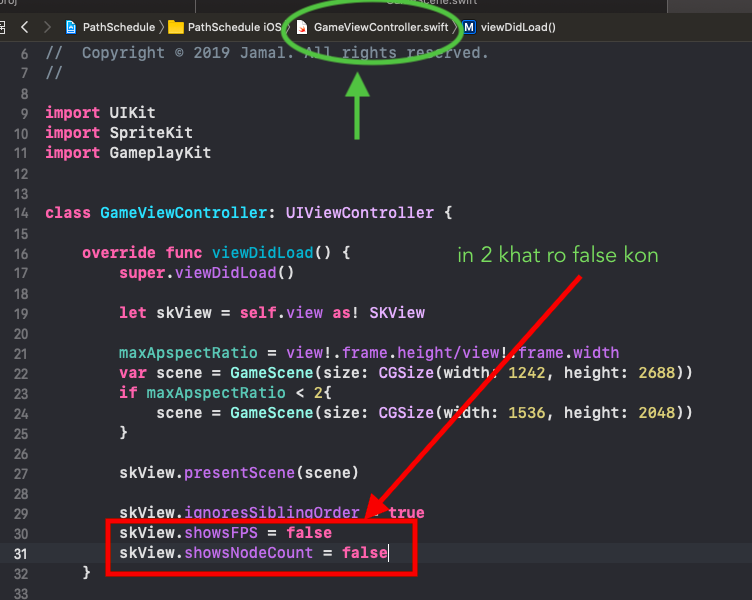 PathSchedule 〉 PathSchedule iOS 〉 GameViewController.swift 〉 M viewDidLoad()
6 //  Copyright © 2019 Jamal. All rights reserved.
7 //
8
9 import UIKit
10 import SpriteKit
11 import GameplayKit
12
13
14 class GameViewController: UIViewController {
15
16     override func viewDidLoad() {
in 2 khat ro false kon
17         super.viewDidLoad()
18
19         let skView = self.view as! SKView
20
21         maxApspectRatio = view!.frame.height/view!.frame.width
22         var scene = GameScene(size: CGSize(width: 1242, height: 2688))
23         if maxApspectRatio < 2{
24             scene = GameScene(size: CGSize(width: 1536, height: 2048))
25         }
26
27         skView.presentScene(scene)
28
29         skView.ignoresSiblingOrder = true
30         skView.showsFPS = false
31         skView.showsNodeCount = false
32     }
33